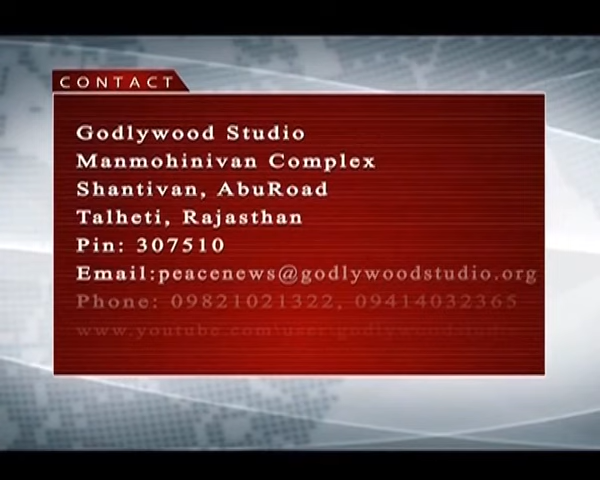 CONTACT
Godlywood Studio
Manmohinivan Complex
Shantivan, AbuRoad
Talheti, Rajasthan
Pin: 307510
Email:peacenews@godlywoodstudio.org
Phone: 09821021322, 09414032365